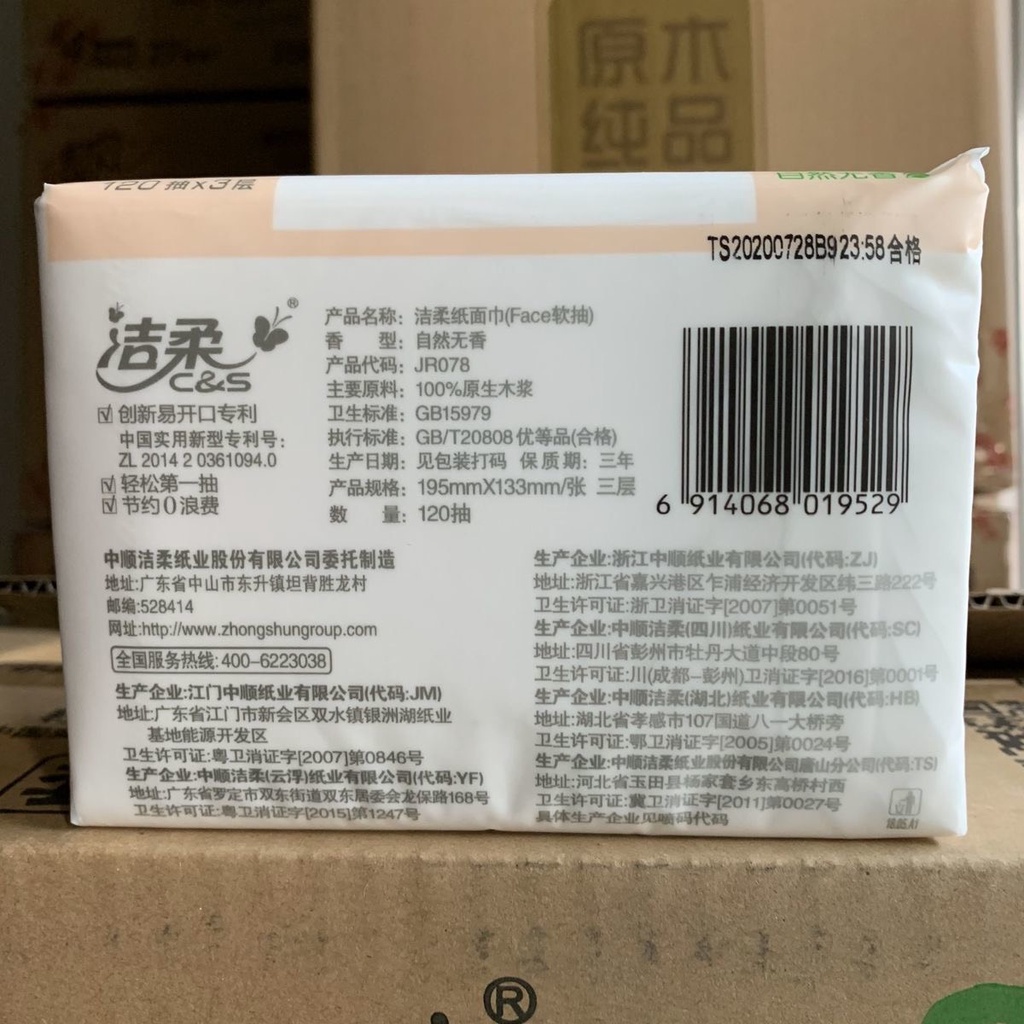 原木
纯品
120抽X3层
自然无香
TS20200728B923:58合格
洁柔®
C&S
创新易开口专利
中国实用新型专利号:
ZL 2014 2 0361094.0
轻松第一抽
节约0浪费
产品名称: 洁柔纸面巾(Face软抽)
香 型: 自然无香
产品代码: JR078
主要原料: 100%原生木浆
卫生标准: GB15979
执行标准: GB/T20808优等品(合格)
生产日期: 见包装打码 保质期: 三年
产品规格: 195mmX133mm/张 三层
数 量: 120抽
6 914068 019529
中顺洁柔纸业股份有限公司委托制造
地址:广东省中山市东升镇坦背胜龙村
邮编:528414
网址:http://www.zhongshungroup.com
全国服务热线:400-6223038
生产企业:江门中顺纸业有限公司(代码:JM)
地址:广东省江门市新会区双水镇银洲湖纸业
基地能源开发区
卫生许可证:粤卫消证字[2007]第0846号
生产企业:中顺洁柔(云浮)纸业有限公司(代码:YF)
地址:广东省罗定市双东街道双东居委会龙保路168号
卫生许可证:粤卫消证字[2015]第1247号
生产企业:浙江中顺纸业有限公司(代码:ZJ)
地址:浙江省嘉兴港区乍浦经济开发区纬三路222号
卫生许可证:浙卫消证字[2007]第0051号
生产企业:中顺洁柔(四川)纸业有限公司(代码:SC)
地址:四川省彭州市牡丹大道中段80号
卫生许可证:川(成都-彭州)卫消证字[2016]第0001号
生产企业:中顺洁柔(湖北)纸业有限公司(代码:HB)
地址:湖北省孝感市107国道八一大桥旁
卫生许可证:鄂卫消证字[2005]第0024号
生产企业:中顺洁柔纸业股份有限公司唐山分公司(代码:TS)
地址:河北省玉田县杨家套乡东高桥村西
卫生许可证:冀卫消证字[2011]第0027号
具体生产企业见喷码代码
18.05.A1
®